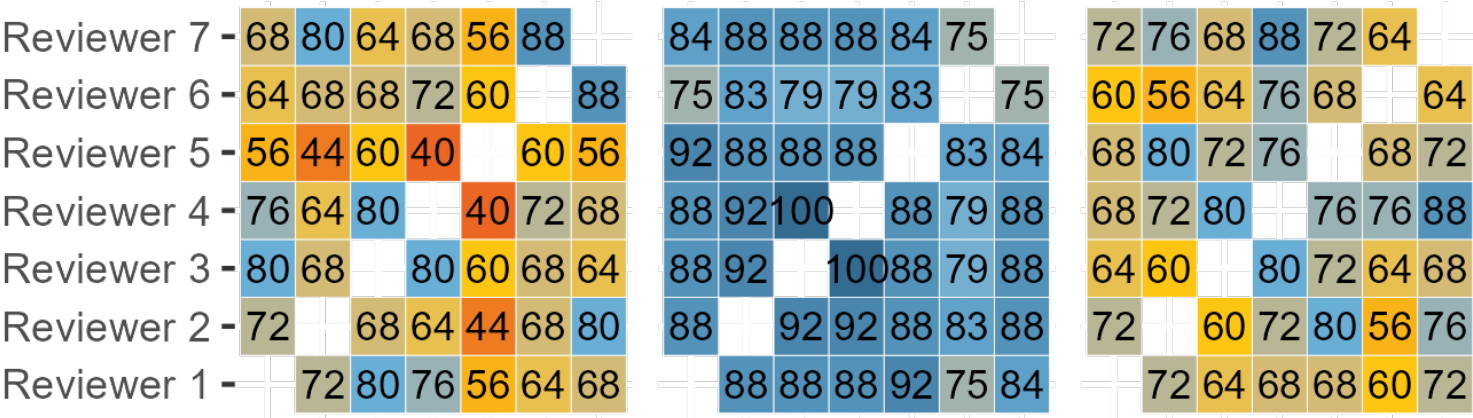 Reviewer 7 68 80 64 68 56 88 84 88 88 88 84 75 72 76 68 88 72 64
Reviewer 6 64 68 68 72 60 88 75 83 79 79 83 75 60 56 64 76 68 64
Reviewer 5 56 44 60 40 60 56 92 88 88 88 83 84 68 80 72 76 68 72
Reviewer 4 76 64 80 40 72 68 88 92 100 88 79 88 68 72 80 76 76 88
Reviewer 3 80 68 80 60 68 64 88 92 100 88 79 88 64 60 80 72 64 68
Reviewer 2 72 68 64 44 68 80 88 92 92 88 83 88 72 60 72 80 56 76
Reviewer 1 72 80 76 56 64 68 88 88 88 92 75 84 72 64 68 68 60 72